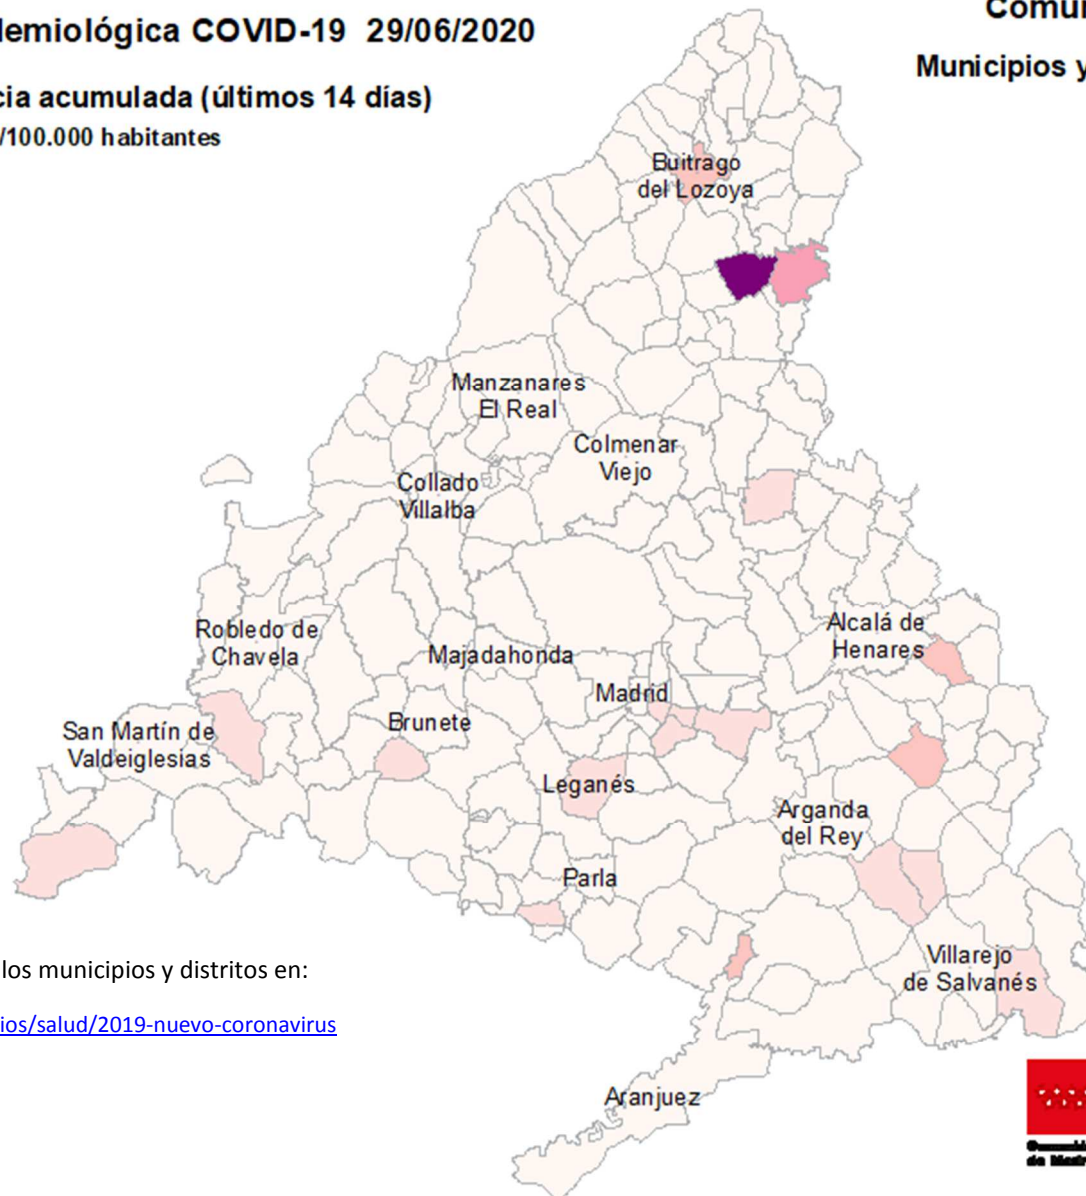 lemiológica COVID-19 29/06/2020
cia acumulada (últimos 14 días)
/100.000 habitantes
Comu
Municipios y
Buitrago
del Lozoya
Manzanares
El Real
Colmenar
Viejo
Collado
Villalba
Robledo de
Chavela
Majadahonda
Alcalá de
Henares
Madrid
San Martín de
Valdeiglesias
Brunete
Leganés
Arganda
del Rey
Parla
Villarejo
de Salvanés
los municipios y distritos en:
ios/salud/2019-nuevo-coronavirus
Aranjuez